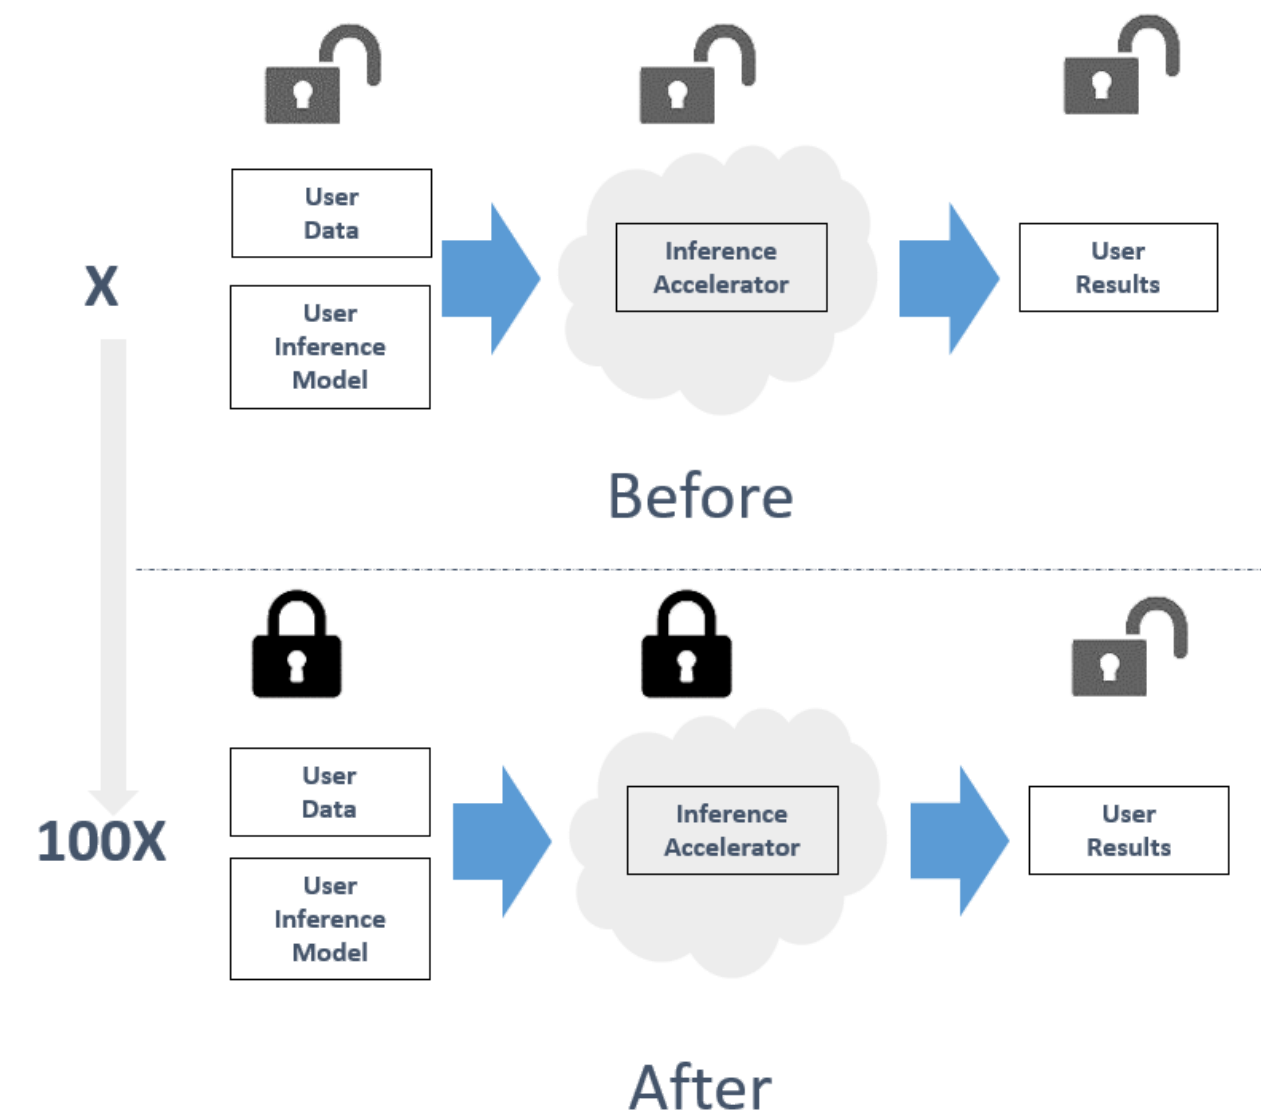 User
Data
X
User
Inference
Model
Inference
Accelerator
User
Results
Before
100X
User
Data
User
Inference
Model
Inference
Accelerator
User
Results
After